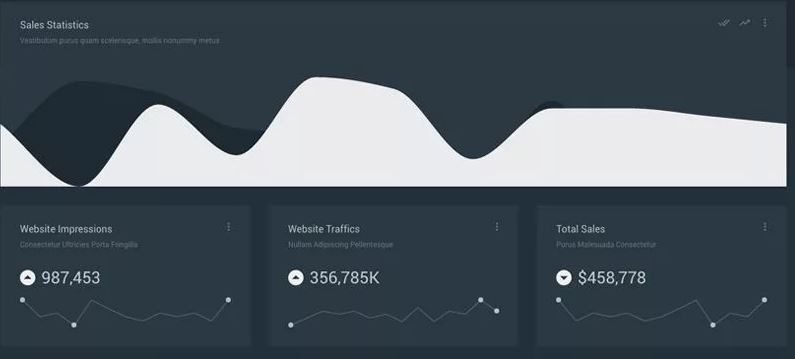 Sales Statistics
Vestibulum purus quam scelerisque, mollis nonummy metus
Website Impressions
Consectetur Ultricies Porta Fringilla
987,453
Website Traffics
Nullam Adipiscing Pellentesque
356,785K
Total Sales
Purus Malesuada Consectetur
$458,778